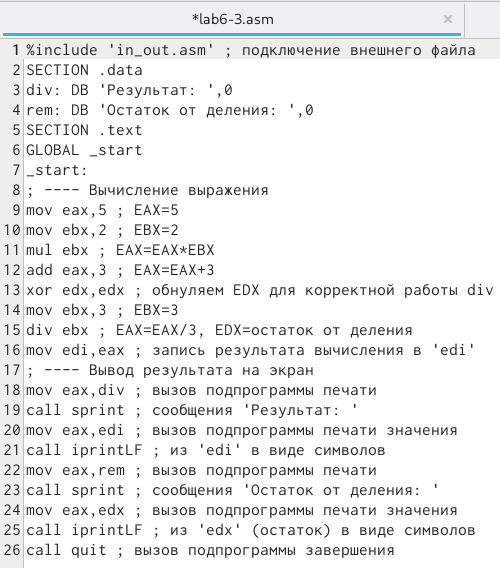 *lab6-3.asm ×
1 %include 'in_out.asm' ; подключение внешнего файла
2 SECTION .data
3 div: DB 'Результат: ',0
4 rem: DB 'Остаток от деления: ',0
5 SECTION .text
6 GLOBAL _start
7 _start:
8 ; ---- Вычисление выражения
9 mov eax,5 ; EAX=5
10 mov ebx,2 ; EBX=2
11 mul ebx ; EAX=EAX*EBX
12 add eax,3 ; EAX=EAX+3
13 xor edx,edx ; обнуляем EDX для корректной работы div
14 mov ebx,3 ; EBX=3
15 div ebx ; EAX=EAX/3, EDX=остаток от деления
16 mov edi,eax ; запись результата вычисления в 'edi'
17 ; ---- Вывод результата на экран
18 mov eax,div ; вызов подпрограммы печати
19 call sprint ; сообщения 'Результат: '
20 mov eax,edi ; вызов подпрограммы печати значения
21 call iprintLF ; из 'edi' в виде символов
22 mov eax,rem ; вызов подпрограммы печати
23 call sprint ; сообщения 'Остаток от деления: '
24 mov eax,edx ; вызов подпрограммы печати значения
25 call iprintLF ; из 'edx' (остаток) в виде символов
26 call quit ; вызов подпрограммы завершения